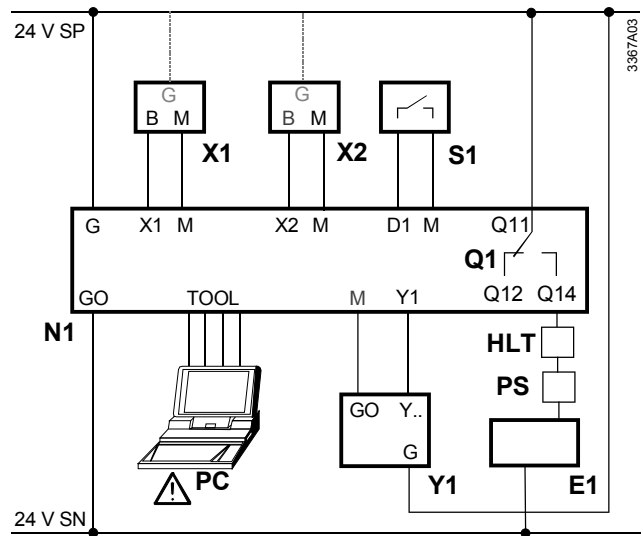 24 V SP
3367A03
G
B M
X1
G
B M
X2
S1
G X1 M X2 M D1 M Q11
Q1
GO TOOL M Y1 Q12 Q14
N1
HLT
PS
GO Y..
G
PC
Y1
E1
24 V SN